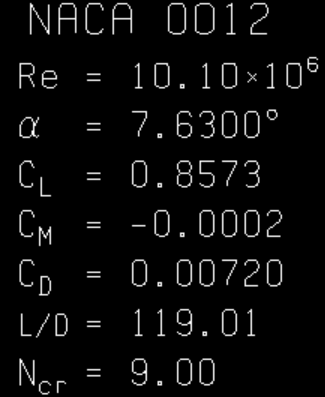 NACA 0012
Re = 10.10×10⁶
α = 7.6300°
C_L = 0.8573
C_M = -0.0002
C_D = 0.00720
L/D = 119.01
N_cr = 9.00